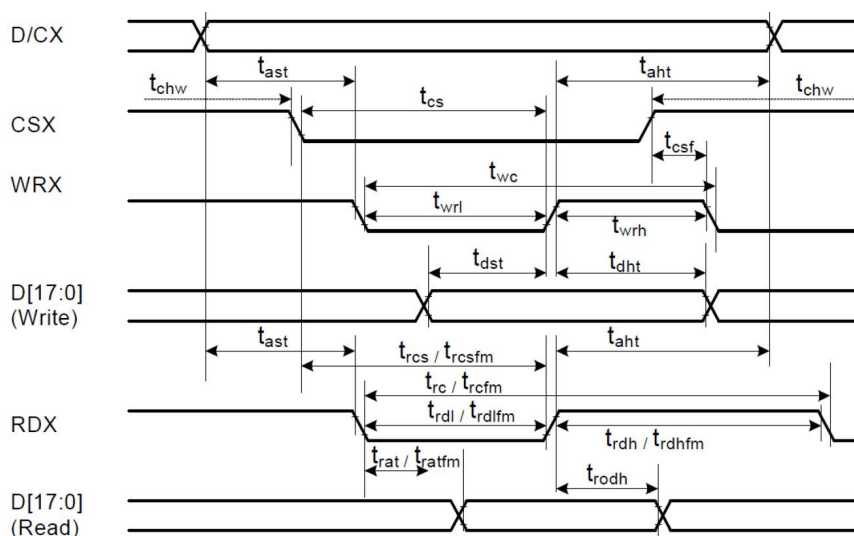 D/CX
t_ast t_aht
t_chw t_cs t_chw
CSX
t_csf
WRX t_wc
t_wrl t_wrh
t_dst t_dht
D[17:0]
(Write)
t_ast t_aht
t_rcs / t_rcsfm
t_rc / t_rcfm
RDX t_rdl / t_rdlfm
t_rdh / t_rdhfm
t_rat / t_ratfm
t_rodh
D[17:0]
(Read)